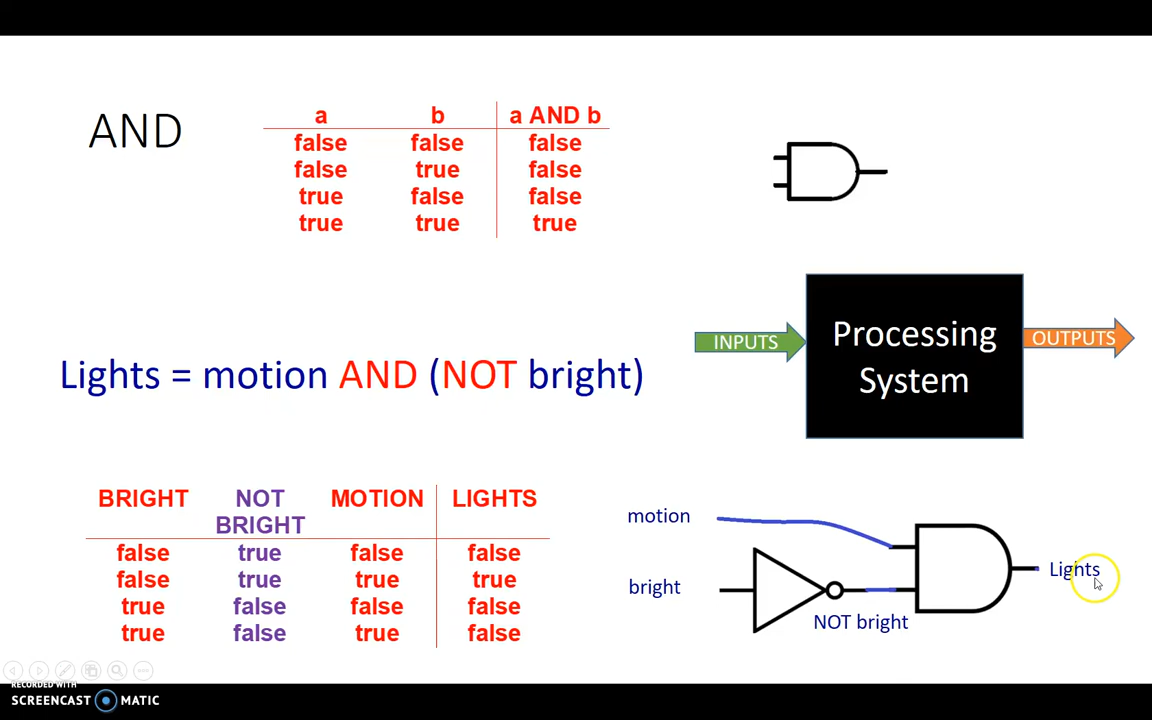 AND
a b a AND b
false false false
false true false
true false false
true true true
INPUTS
Processing
System
OUTPUTS
Lights = motion AND (NOT bright)
BRIGHT NOT BRIGHT MOTION LIGHTS
false true false false
false true true true
true false false false
true false true false
motion
bright
NOT bright
Lights
RECORDED WITH
SCREENCAST MATIC